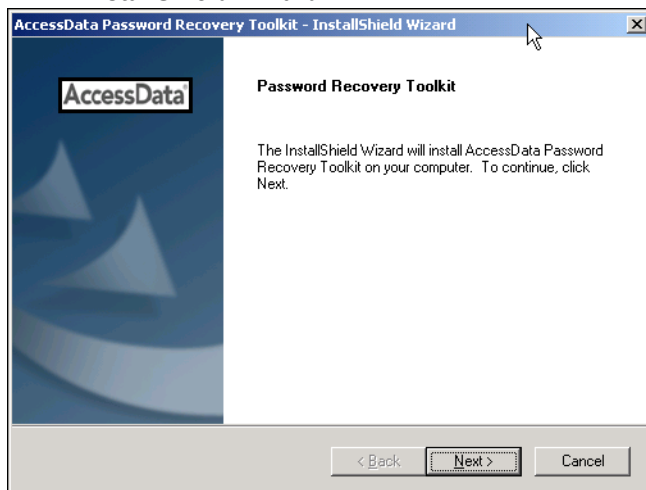 AccessData Password Recovery Toolkit - InstallShield Wizard
AccessData
Password Recovery Toolkit
The InstallShield Wizard will install AccessData Password
Recovery Toolkit on your computer. To continue, click
Next.
< Back
Next >
Cancel